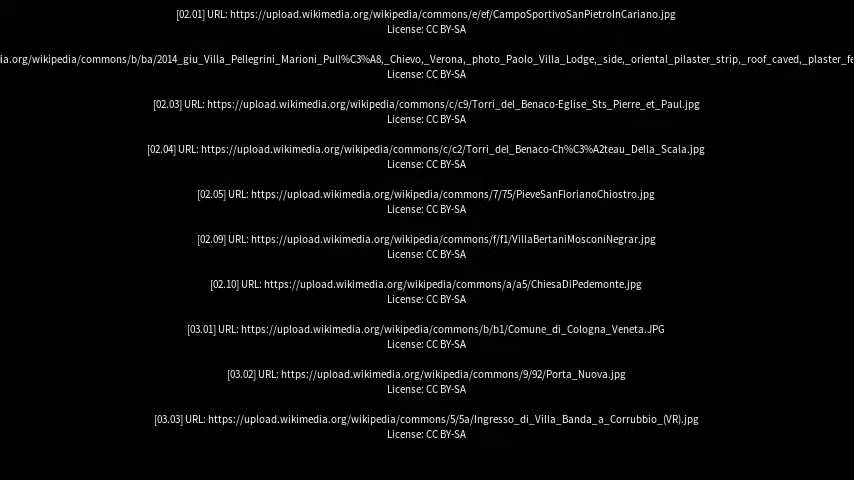 [02.01] URL: https://upload.wikimedia.org/wikipedia/commons/e/ef/CampoSportivoSanPietroInCariano.jpg
License: CC BY-SA
ia.org/wikipedia/commons/b/ba/2014_giu_Villa_Pellegrini_Marioni_Pull%C3%A8,_Chievo,_Verona,_photo_Paolo_Villa_Lodge,_side,_oriental_pilaster_strip,_roof_caved,_plaster_fe
License: CC BY-SA
[02.03] URL: https://upload.wikimedia.org/wikipedia/commons/c/c9/Torri_del_Benaco-Eglise_Sts_Pierre_et_Paul.jpg
License: CC BY-SA
[02.04] URL: https://upload.wikimedia.org/wikipedia/commons/c/c2/Torri_del_Benaco-Ch%C3%A2teau_Della_Scala.jpg
License: CC BY-SA
[02.05] URL: https://upload.wikimedia.org/wikipedia/commons/7/75/PieveSanFlorianoChiostro.jpg
License: CC BY-SA
[02.09] URL: https://upload.wikimedia.org/wikipedia/commons/f/f1/VillaBertaniMosconiNegrar.jpg
License: CC BY-SA
[02.10] URL: https://upload.wikimedia.org/wikipedia/commons/a/a5/ChiesaDiPedemonte.jpg
License: CC BY-SA
[03.01] URL: https://upload.wikimedia.org/wikipedia/commons/b/b1/Comune_di_Cologna_Veneta.JPG
License: CC BY-SA
[03.02] URL: https://upload.wikimedia.org/wikipedia/commons/9/92/Porta_Nuova.jpg
License: CC BY-SA
[03.03] URL: https://upload.wikimedia.org/wikipedia/commons/5/5a/Ingresso_di_Villa_Banda_a_Corrubbio_(VR).jpg
License: CC BY-SA